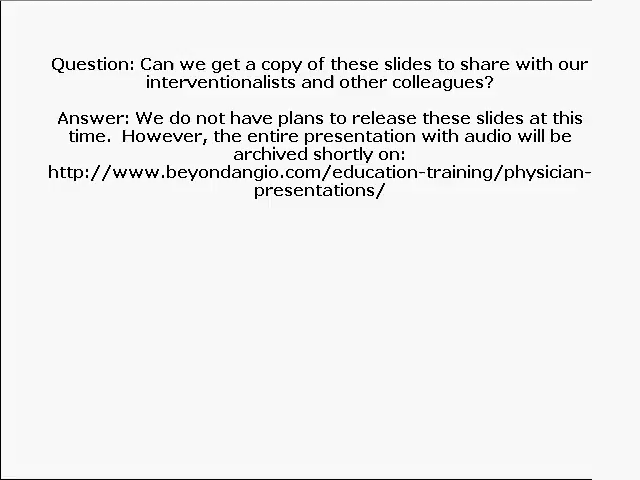 Question: Can we get a copy of these slides to share with our
interventionalists and other colleagues?
Answer: We do not have plans to release these slides at this
time.  However, the entire presentation with audio will be
archived shortly on:
http://www.beyondangio.com/education-training/physician-
presentations/